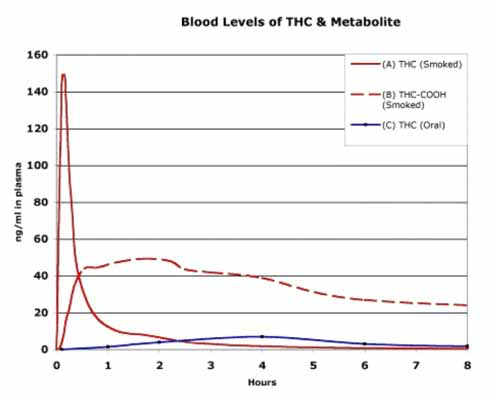 Blood Levels of THC & Metabolite
160
140
120
100
80
60
40
20
0
ng/ml in plasma
(A) THC (Smoked)
(B) THC-COOH
(Smoked)
(C) THC (Oral)
0 1 2 3 4 5 6 7 8
Hours